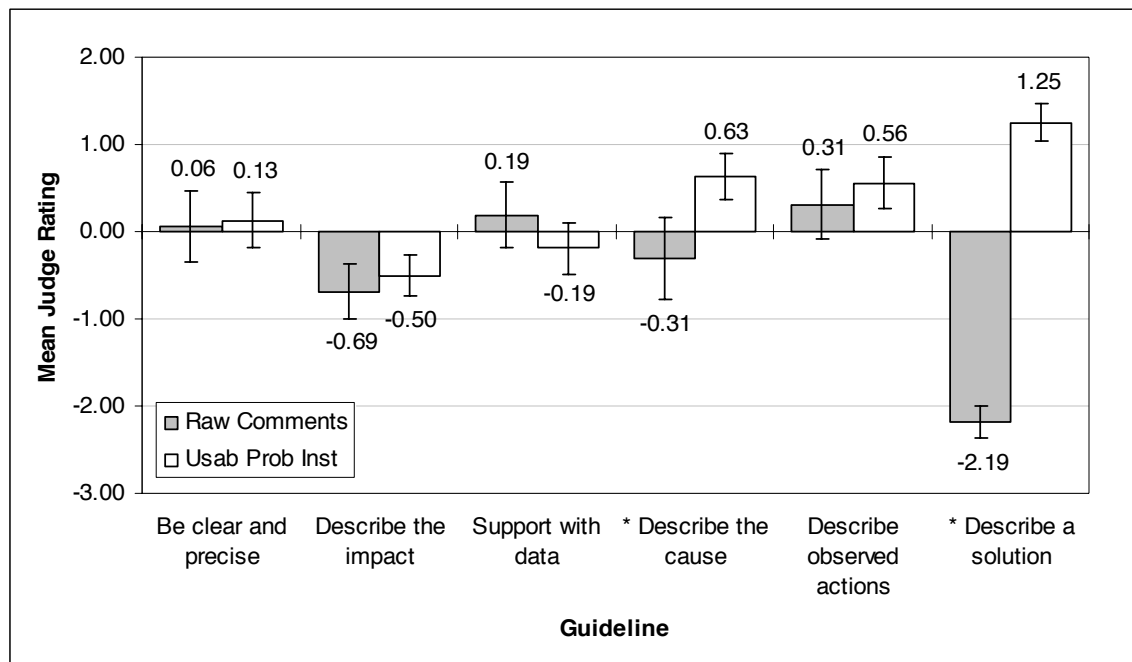 Mean Judge Rating
2.00
1.00
0.00
-1.00
-2.00
-3.00
0.06
0.13
-0.69
-0.50
0.19
-0.19
-0.31
0.63
0.31
0.56
-2.19
1.25
Raw Comments
Usab Prob Inst
Be clear and
precise
Describe the
impact
Support with
data
* Describe the
cause
Describe
observed
actions
* Describe a
solution
Guideline